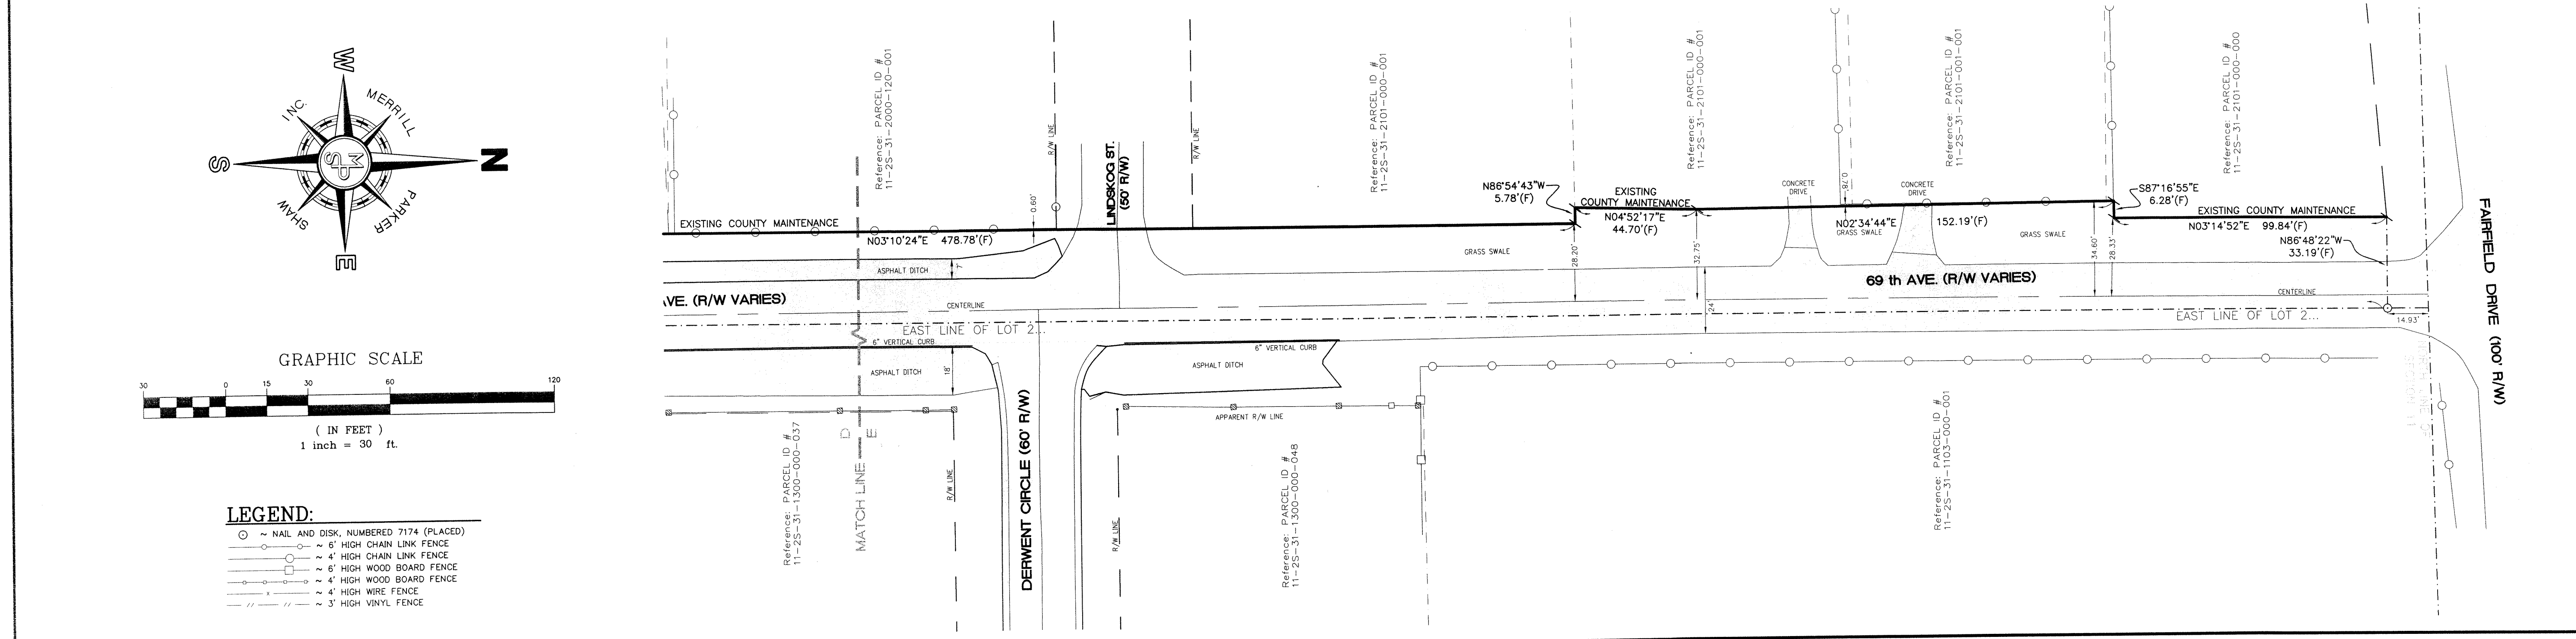 W
N
E
S
MERRILL
PARKER
SHAW
INC.
MPS
GRAPHIC SCALE
30 0 15 30 60 120
( IN FEET )
1 inch = 30 ft.
LEGEND:
~ NAIL AND DISK, NUMBERED 7174 (PLACED)
~ 6' HIGH CHAIN LINK FENCE
~ 4' HIGH CHAIN LINK FENCE
~ 6' HIGH WOOD BOARD FENCE
~ 4' HIGH WOOD BOARD FENCE
~ 4' HIGH WIRE FENCE
~ 3' HIGH VINYL FENCE
Reference: PARCEL ID #
11-2S-31-2000-120-001
R/W LINE
LINDSKOG ST.
(50' R/W)
R/W LINE
Reference: PARCEL ID #
11-2S-31-2101-000-001
Reference: PARCEL ID #
11-2S-31-2101-000-001
Reference: PARCEL ID #
11-2S-31-2101-001-001
Reference: PARCEL ID #
11-2S-31-2101-000-000
EXISTING COUNTY MAINTENANCE
N03°10'24"E 478.78'(F)
0.60'
N86°54'43"W
5.78'(F)
EXISTING
COUNTY MAINTENANCE
N04°52'17"E
44.70'(F)
CONCRETE
DRIVE
0.78'
CONCRETE
DRIVE
N02°34'44"E 152.19'(F)
GRASS SWALE
GRASS SWALE
GRASS SWALE
S87°16'55"E
6.28'(F)
EXISTING COUNTY MAINTENANCE
N03°14'52"E 99.84'(F)
N86°48'22"W
33.19'(F)
28.20'
32.75'
34.60'
28.33'
24'
14.93'
ASPHALT DITCH
7'
AVE. (R/W VARIES)
CENTERLINE
69 th AVE. (R/W VARIES)
CENTERLINE
EAST LINE OF LOT 2...
EAST LINE OF LOT 2...
FAIRFIELD DRIVE (100' R/W)
6" VERTICAL CURB
ASPHALT DITCH
18'
6" VERTICAL CURB
ASPHALT DITCH
APPARENT R/W LINE
D E
MATCH LINE
Reference: PARCEL ID #
11-2S-31-1300-000-037
R/W LINE
DERWENT CIRCLE (60' R/W)
R/W LINE
Reference: PARCEL ID #
11-2S-31-1300-000-048
Reference: PARCEL ID #
11-2S-31-1103-000-001